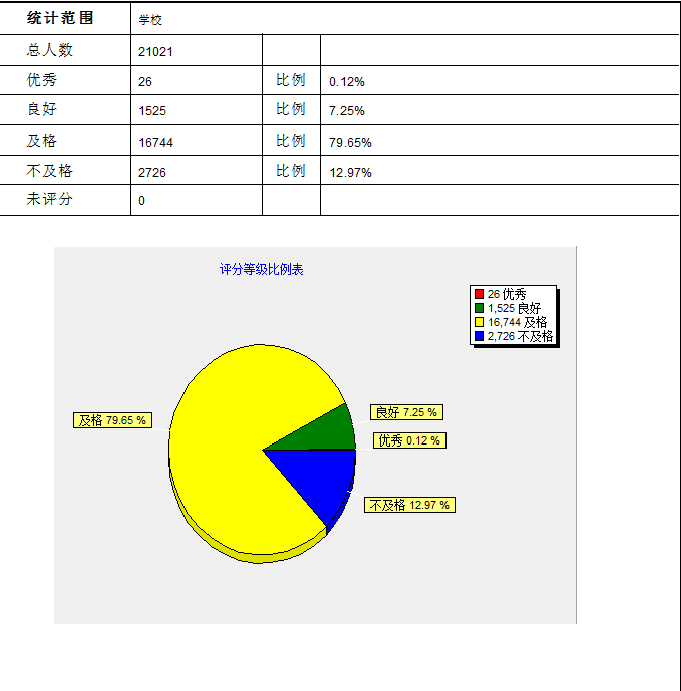 统计范围 学校
总人数 21021
优秀 26 比例 0.12%
良好 1525 比例 7.25%
及格 16744 比例 79.65%
不及格 2726 比例 12.97%
未评分 0
评分等级比例表
26 优秀
1,525 良好
16,744 及格
2,726 不及格
及格 79.65 %
良好 7.25 %
优秀 0.12 %
不及格 12.97 %